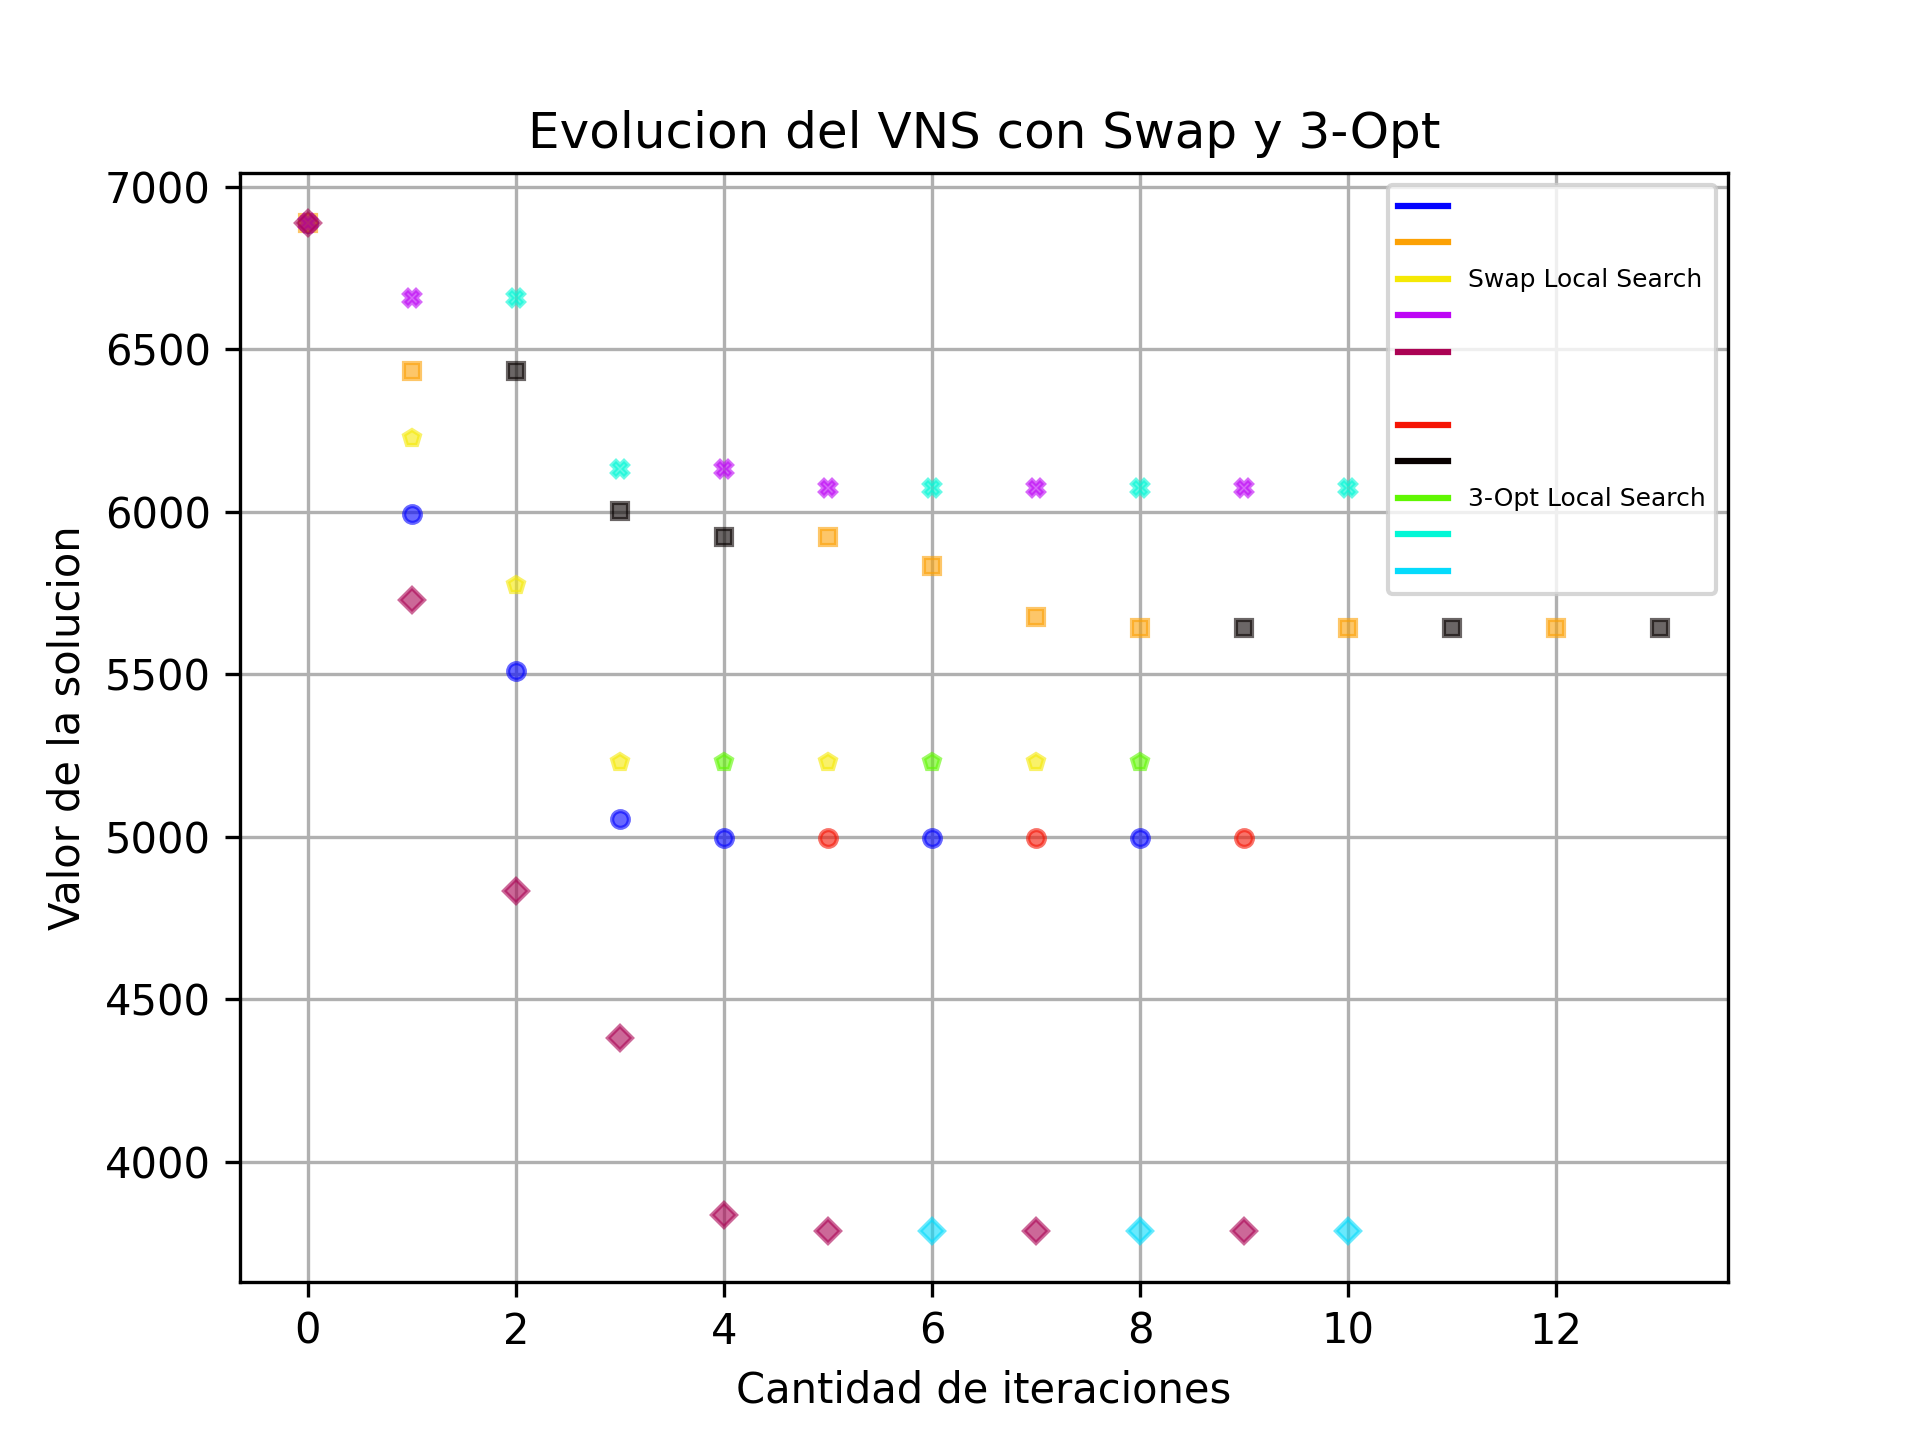 Evolucion del VNS con Swap y 3-Opt
7000
6500
6000
5500
5000
4500
4000
Valor de la solucion
Swap Local Search
3-Opt Local Search
0 2 4 6 8 10 12
Cantidad de iteraciones